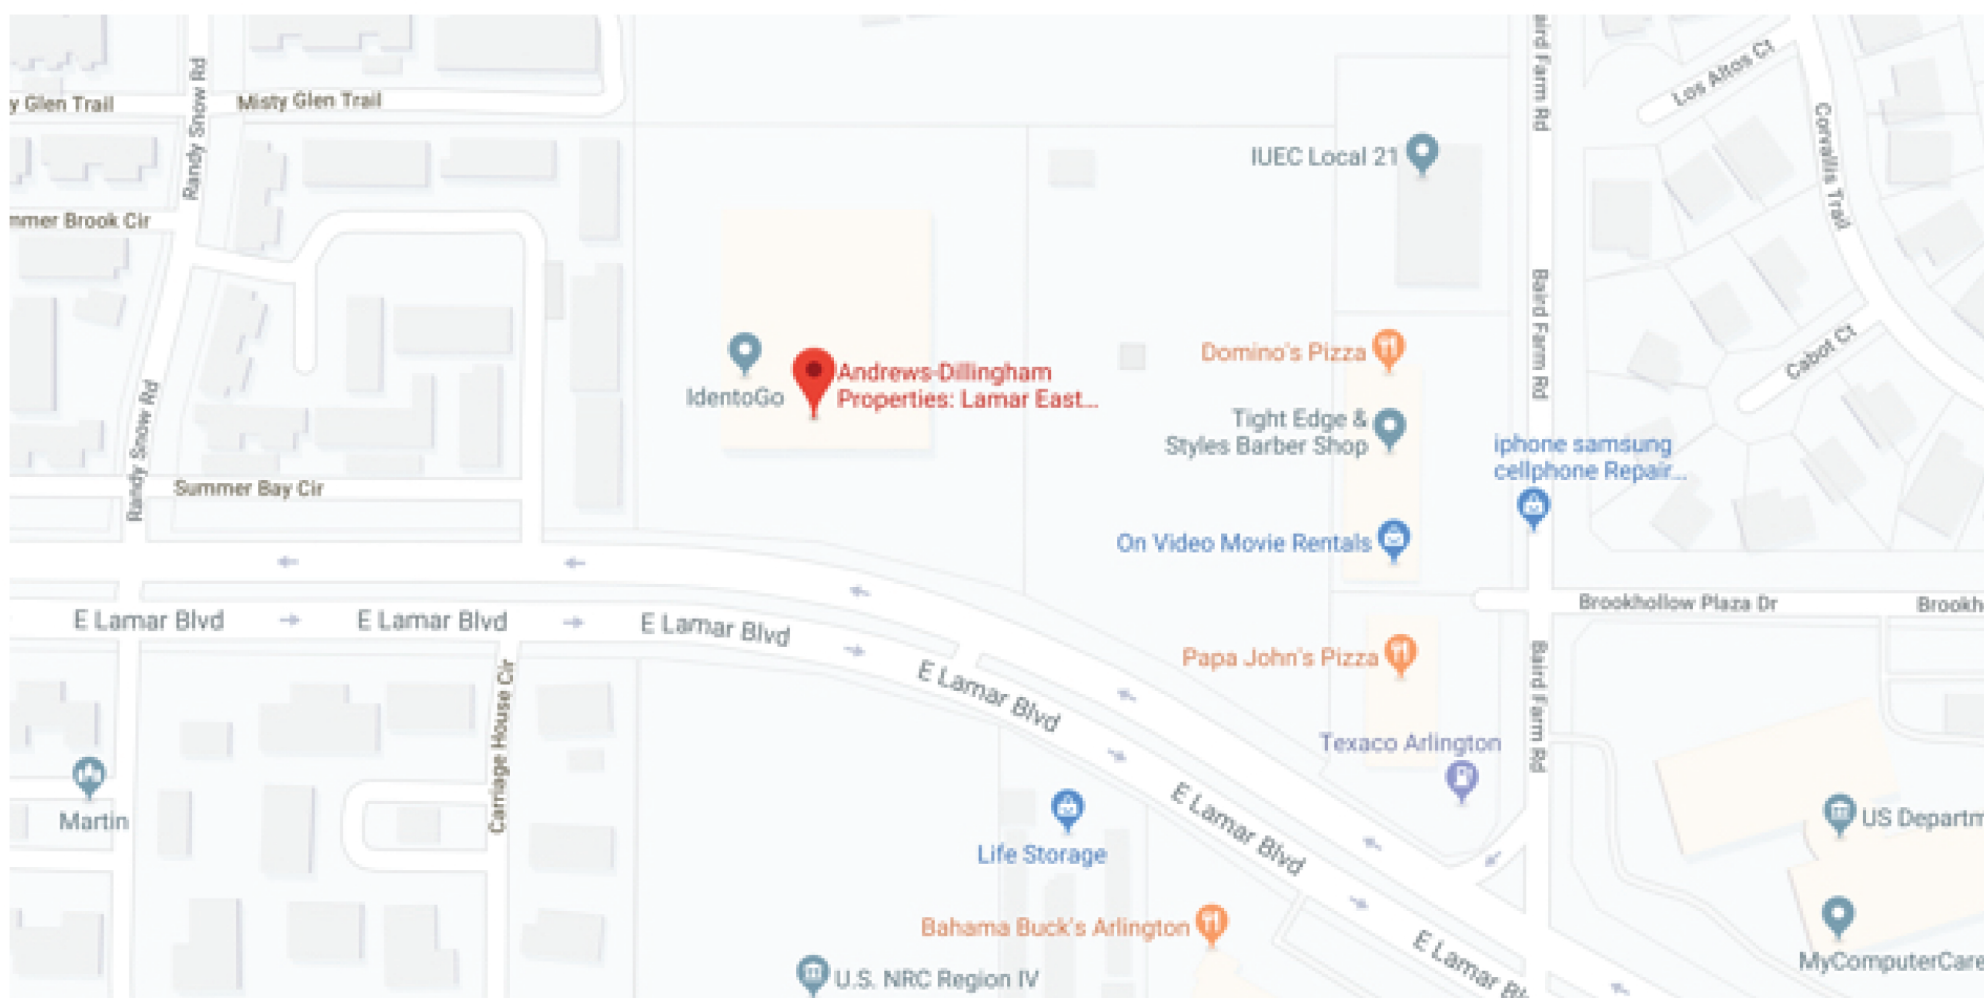 aird Farm Rd
Los Altos Ct
y Glen Trail
Randy Snow Rd
Misty Glen Trail
Corvallis Trail
IUEC Local 21
mmer Brook Cir
Baird Farm Rd
Domino's Pizza
Cabot Ct
IdentoGo
Andrews-Dillingham
Properties: Lamar East...
Tight Edge &
Styles Barber Shop
Randy Snow Rd
iphone samsung
cellphone Repair...
Summer Bay Cir
On Video Movie Rentals
Brookhollow Plaza Dr
Brookh
E Lamar Blvd
E Lamar Blvd
E Lamar Blvd
Papa John's Pizza
E Lamar Blvd
Baird Farm Rd
Carriage House Cir
Texaco Arlington
Martin
E Lamar Blvd
US Departm
Life Storage
Bahama Buck's Arlington
E Lamar Bl
MyComputerCare
U.S. NRC Region IV